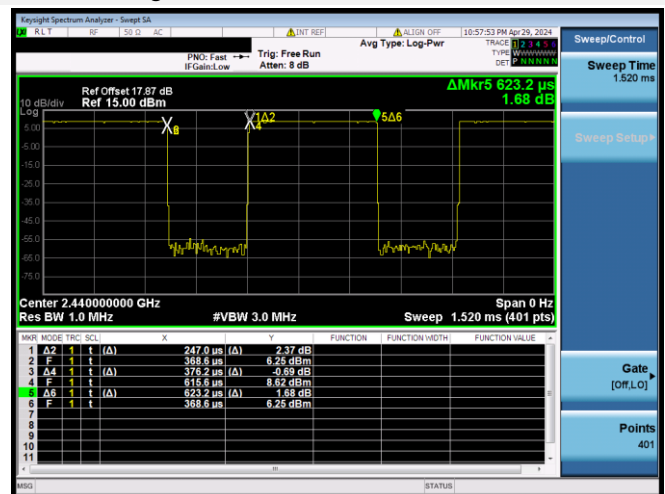 Keysight Spectrum Analyzer - Swept SA
R L T RF 50 Ω AC INT REF ALIGN OFF 10:57:53 PM Apr 29, 2024
Avg Type: Log-Pwr TRACE 1 2 3 4 5 6
PNO: Fast Trig: Free Run TYPE WWWWWW
IFGain:Low Atten: 8 dB DET P N N N N N
Ref Offset 17.87 dB ΔMkr5 623.2 µs
10 dB/div Ref 15.00 dBm 1.68 dB
Log
1Δ2 5Δ6
5.00
6 4
-5.00
-15.0
-25.0
-35.0
-45.0
-55.0
-65.0
-75.0
Center 2.440000000 GHz Span 0 Hz
Res BW 1.0 MHz #VBW 3.0 MHz Sweep 1.520 ms (401 pts)
MKR MODE TRC SCL X Y FUNCTION FUNCTION WIDTH FUNCTION VALUE
1 Δ2 1 t (Δ) 247.0 µs (Δ) 2.37 dB
2 F 1 t 368.6 µs 6.25 dBm
3 Δ4 1 t (Δ) 376.2 µs (Δ) -0.69 dB
4 F 1 t 615.6 µs 8.62 dBm
5 Δ6 1 t (Δ) 623.2 µs (Δ) 1.68 dB
6 F 1 t 368.6 µs 6.25 dBm
7
8
9
10
11
MSG STATUS
Sweep/Control
Sweep Time
1.520 ms
Sweep Setup
Gate
[Off,LO]
Points
401